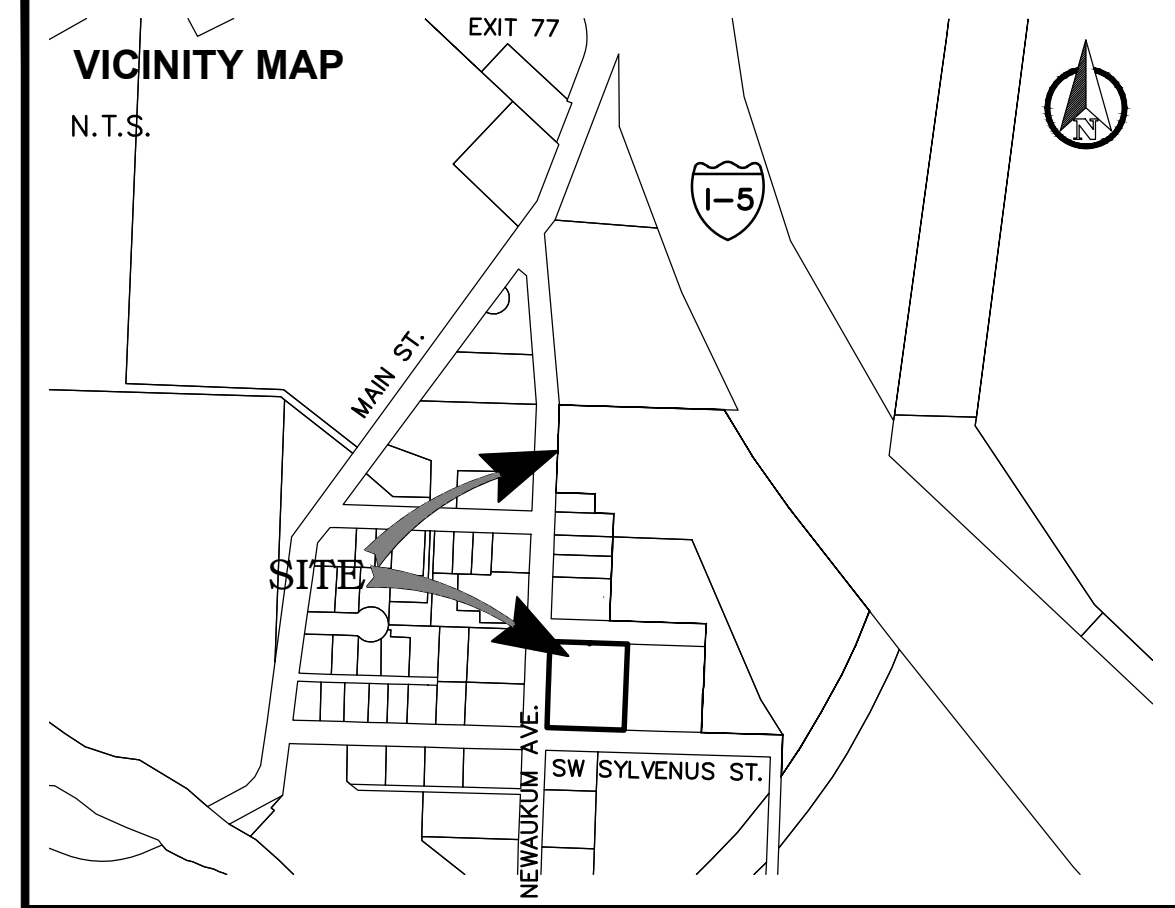 EXIT 77
VICINITY MAP
N.T.S.
N
I-5
MAIN ST.
SITE
NEWAUKUM AVE.
SW SYLVENUS ST.